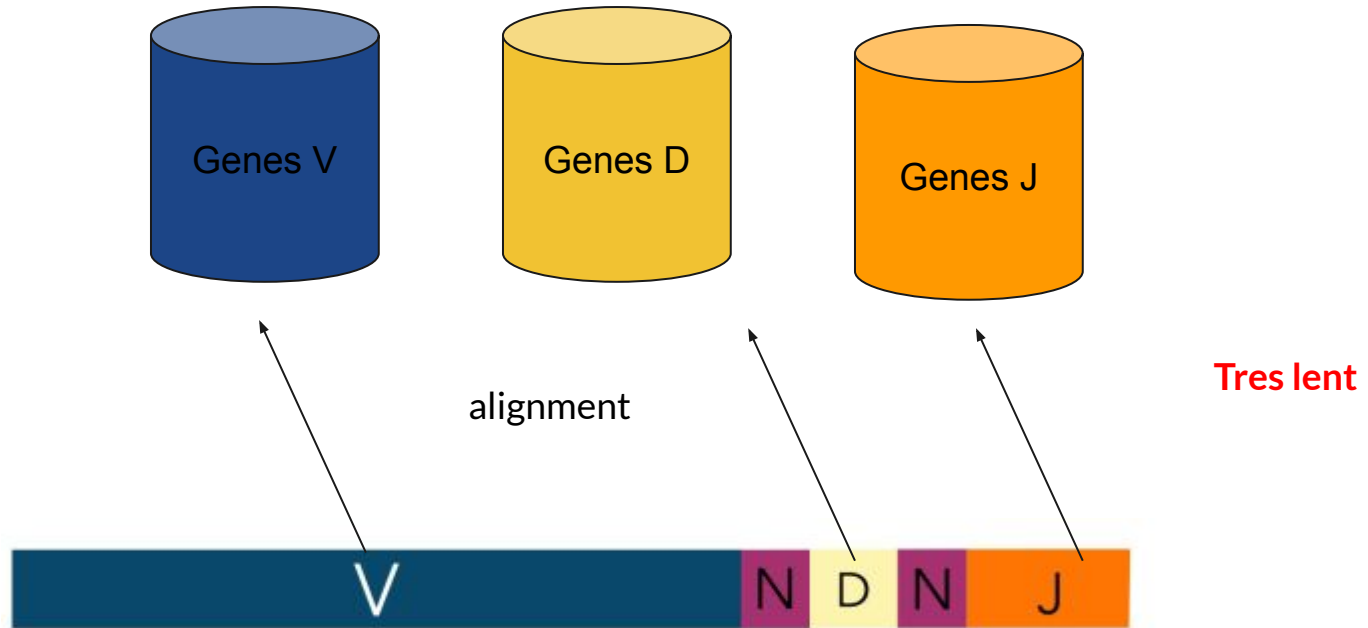 Genes V
Genes D
Genes J
Tres lent
alignment
V
N
D
N
J